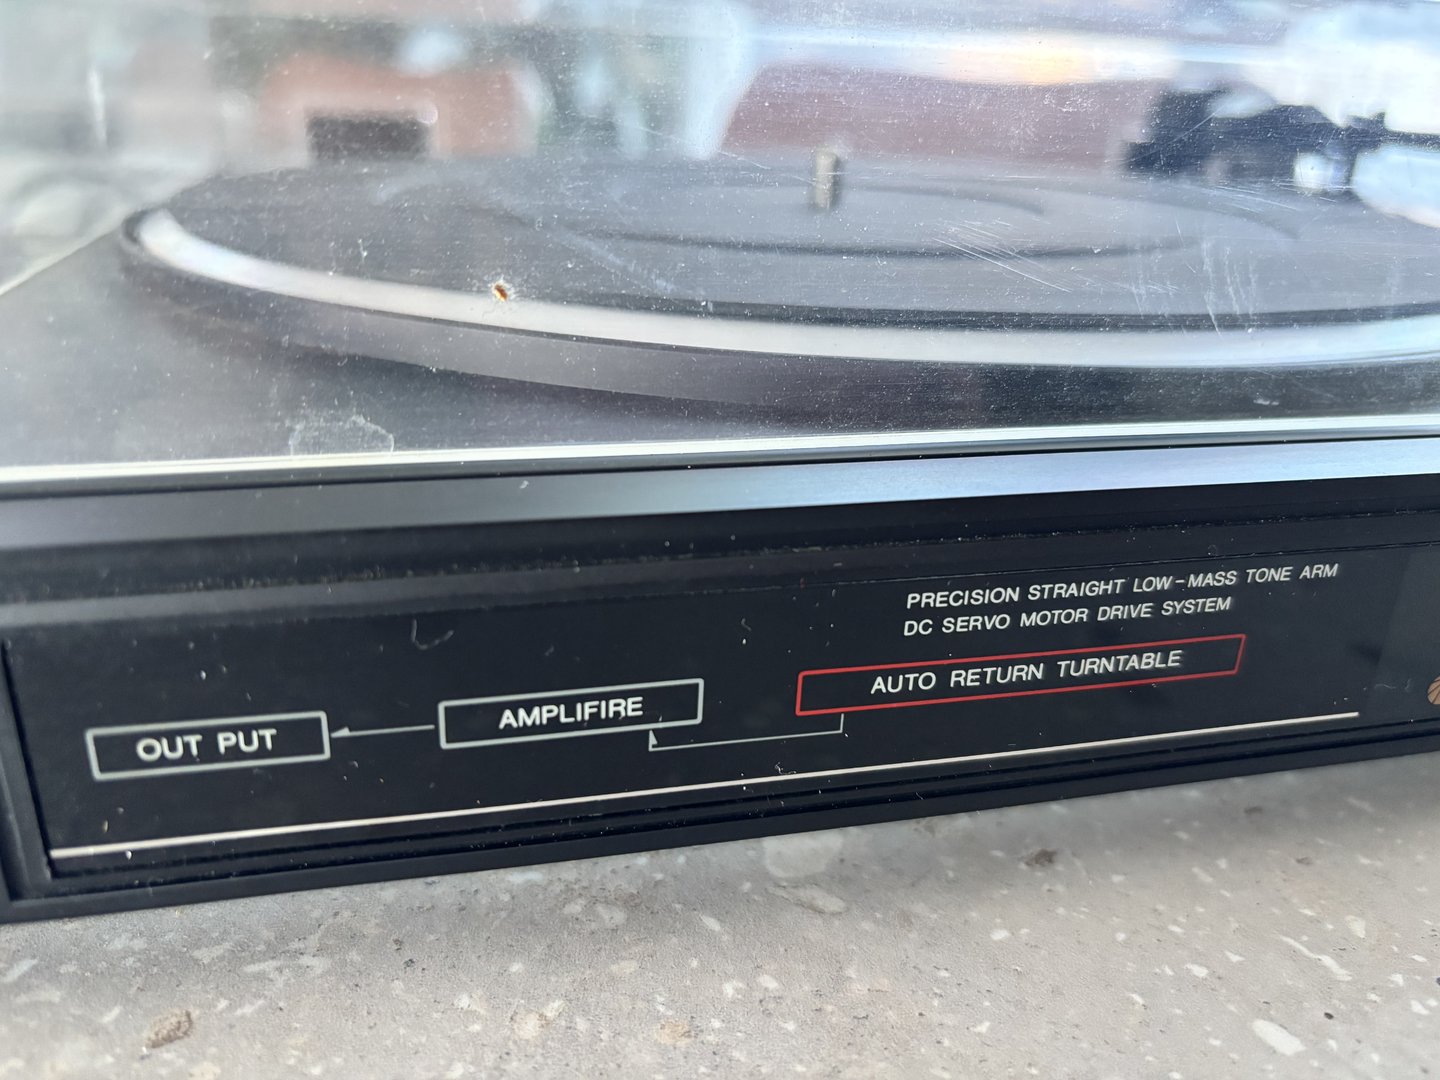 PRECISION STRAIGHT LOW-MASS TONE ARM
DC SERVO MOTOR DRIVE SYSTEM
AUTO RETURN TURNTABLE
AMPLIFIRE
OUT PUT